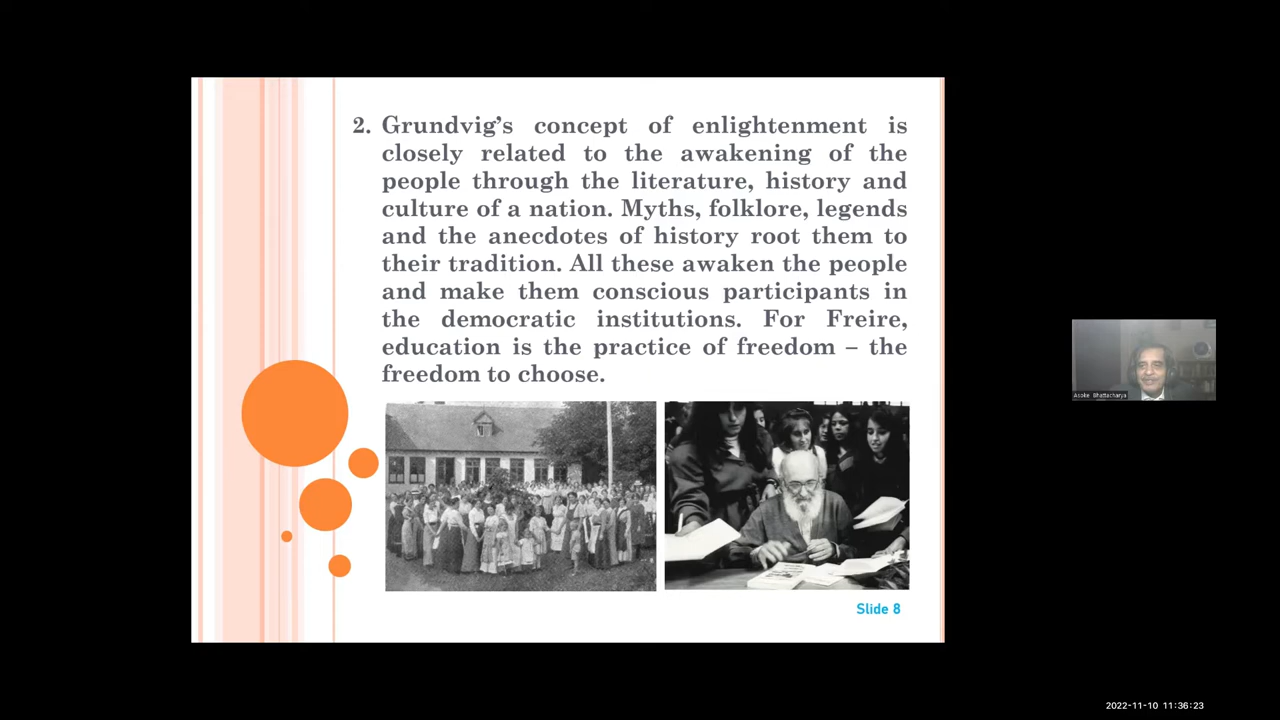 2. Grundvig's concept of enlightenment is
closely related to the awakening of the
people through the literature, history and
culture of a nation. Myths, folklore, legends
and the anecdotes of history root them to
their tradition. All these awaken the people
and make them conscious participants in
the democratic institutions. For Freire,
education is the practice of freedom – the
freedom to choose.
Slide 8
Asoke Bhattacharya
2022-11-10 11:36:23